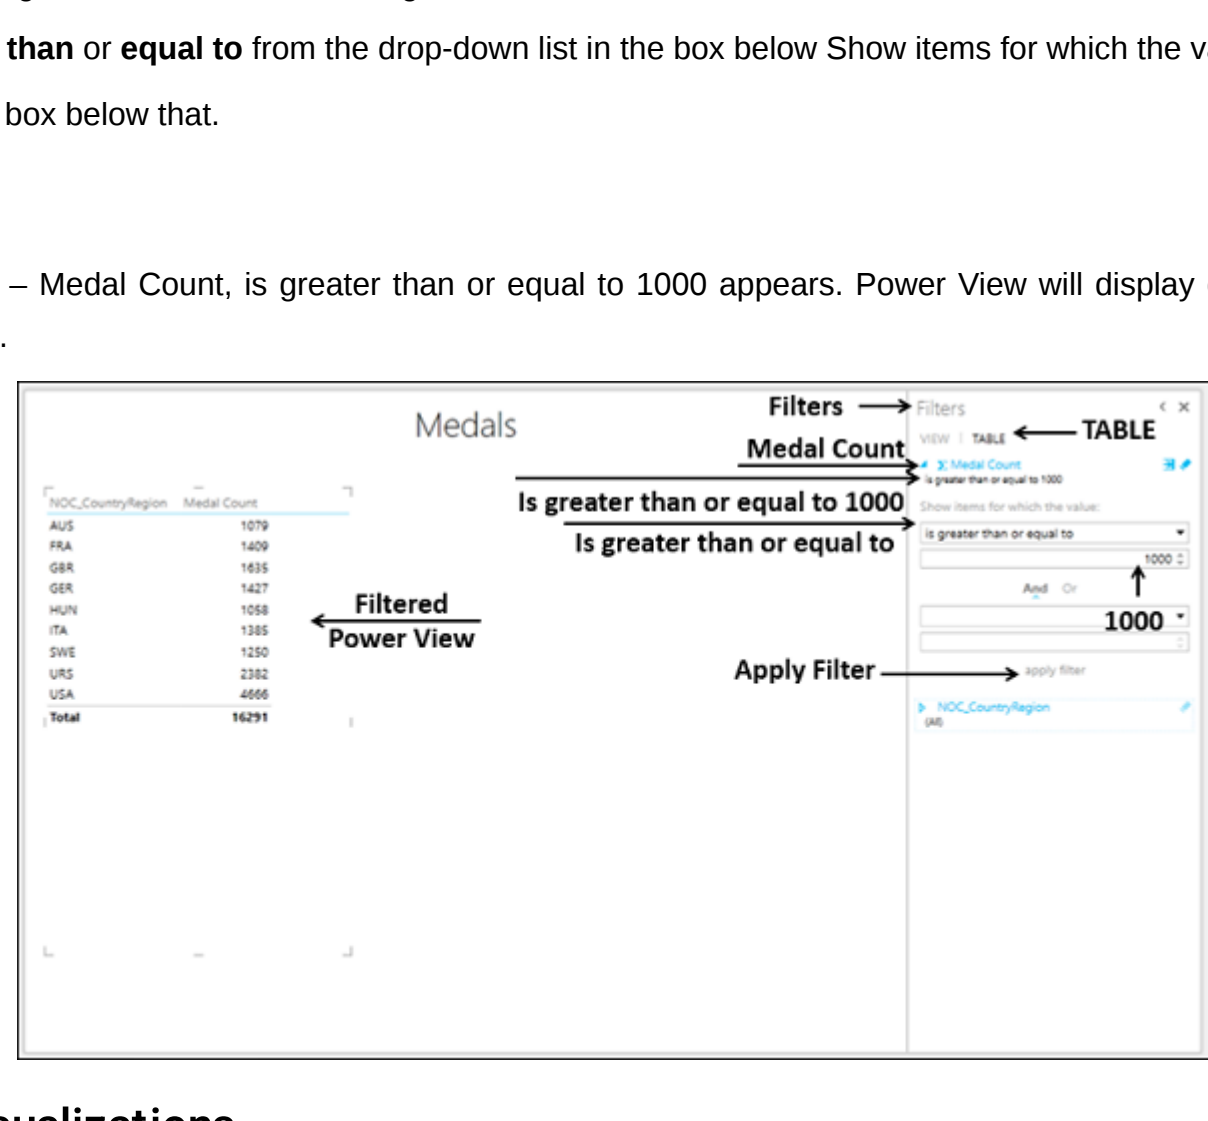 than or equal to from the drop-down list in the box below Show items for which the
box below that.
– Medal Count, is greater than or equal to 1000 appears. Power View will display
.
Medals
Filters
Filters
VIEW | TABLE
TABLE
Medal Count
Medal Count
is greater than or equal to 1000
Is greater than or equal to 1000
Show items for which the value:
Is greater than or equal to
is greater than or equal to
1000
And Or
1000
Apply Filter
apply filter
NOC_CountryRegion
(All)
NOC_CountryRegion Medal Count
AUS 1079
FRA 1409
GBR 1635
GER 1427
HUN 1058
ITA 1385
SWE 1250
URS 2382
USA 4666
Total 16291
Filtered
Power View